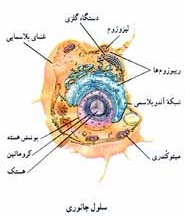 دستگاه گلژی
لیزوزوم
غشای پلاسمایی
ریبوزوم‌ها
شبکه آندوپلاسمی
پوشش هسته
کروماتین
هستک
میتوکندری
سلول جانوری